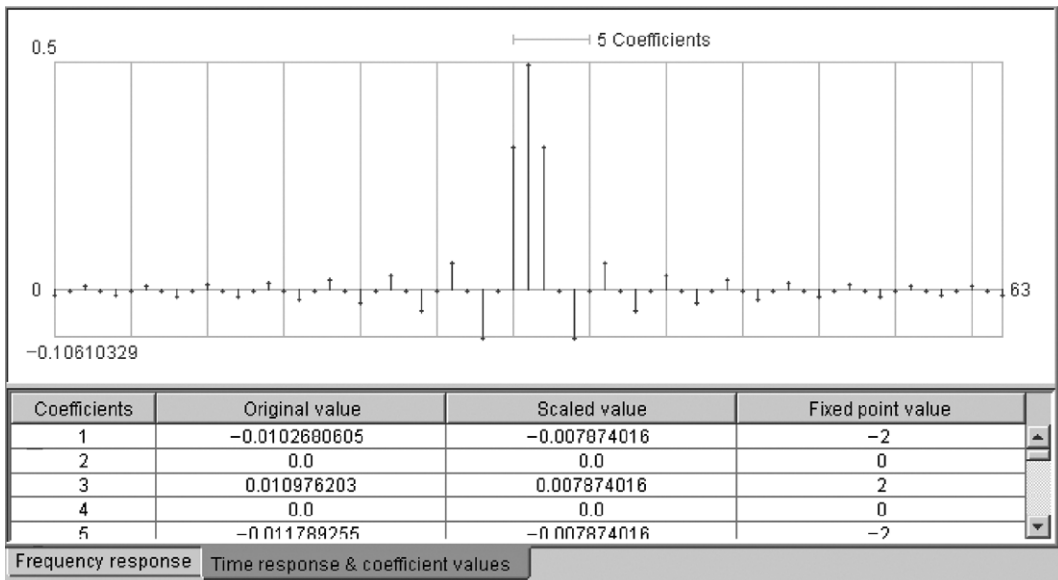 5 Coefficients
0.5
0
63
−0.10610329
Coefficients Original value Scaled value Fixed point value
1 −0.0102680605 −0.007874016 −2
2 0.0 0.0 0
3 0.010976203 0.007874016 2
4 0.0 0.0 0
5 −0.011789255 −0.007874016 −2
Frequency response Time response & coefficient values